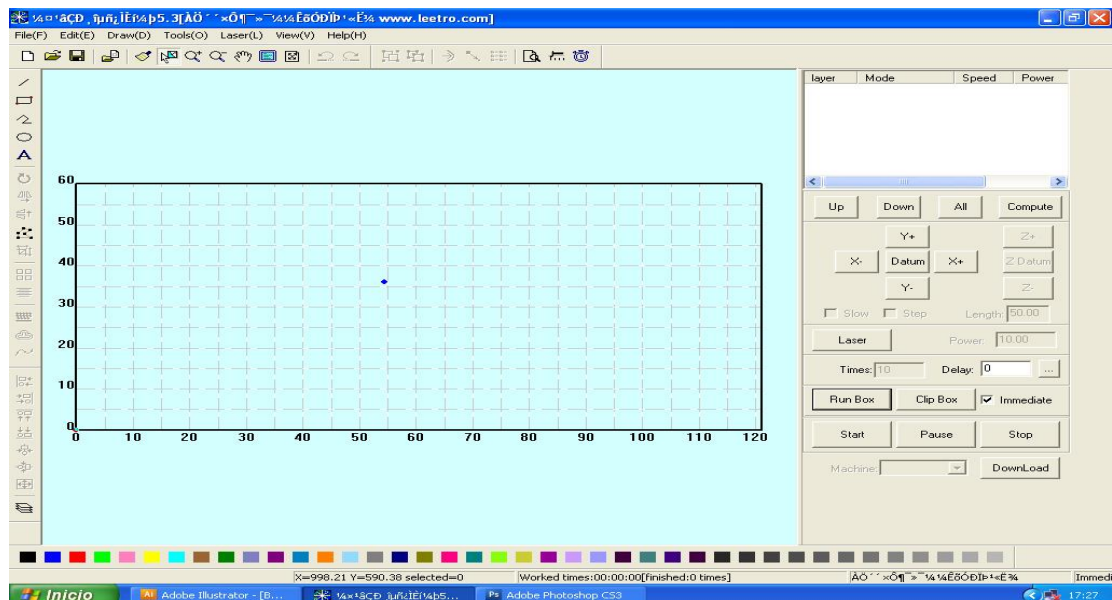 www.leetro.com]
File(F) Edit(E) Draw(D) Tools(O) Laser(L) View(V) Help(H)
A
layer Mode Speed Power
Up Down All Compute
Y+ Z+
X- Datum X+ Z Datum
Y- Z-
Slow Step Length: 50.00
Laser Power: 10.00
Times: 10 Delay: 0 ...
Run Box Clip Box Immediate
Start Pause Stop
Machine: DownLoad
60
50
40
30
20
10
0
0 10 20 30 40 50 60 70 80 90 100 110 120
X=998.21 Y=590.38 selected=0 Worked times:00:00:00[finished:0 times] Immedi
Inicio Adobe Illustrator - [B... Adobe Photoshop CS3 17:27